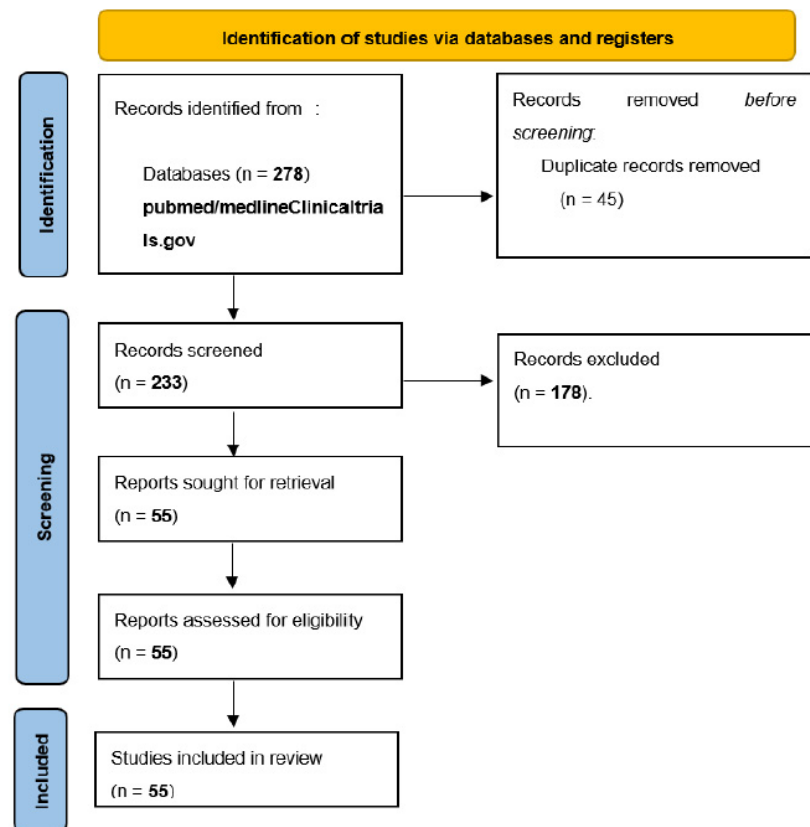 Identification of studies via databases and registers
Identification
Records identified from :
Databases (n = 278)
pubmed/medlineClinicaltria
ls.gov
Records removed before
screening:
Duplicate records removed
(n = 45)
Screening
Records screened
(n = 233)
Records excluded
(n = 178).
Reports sought for retrieval
(n = 55)
Reports assessed for eligibility
(n = 55)
Included
Studies included in review
(n = 55)